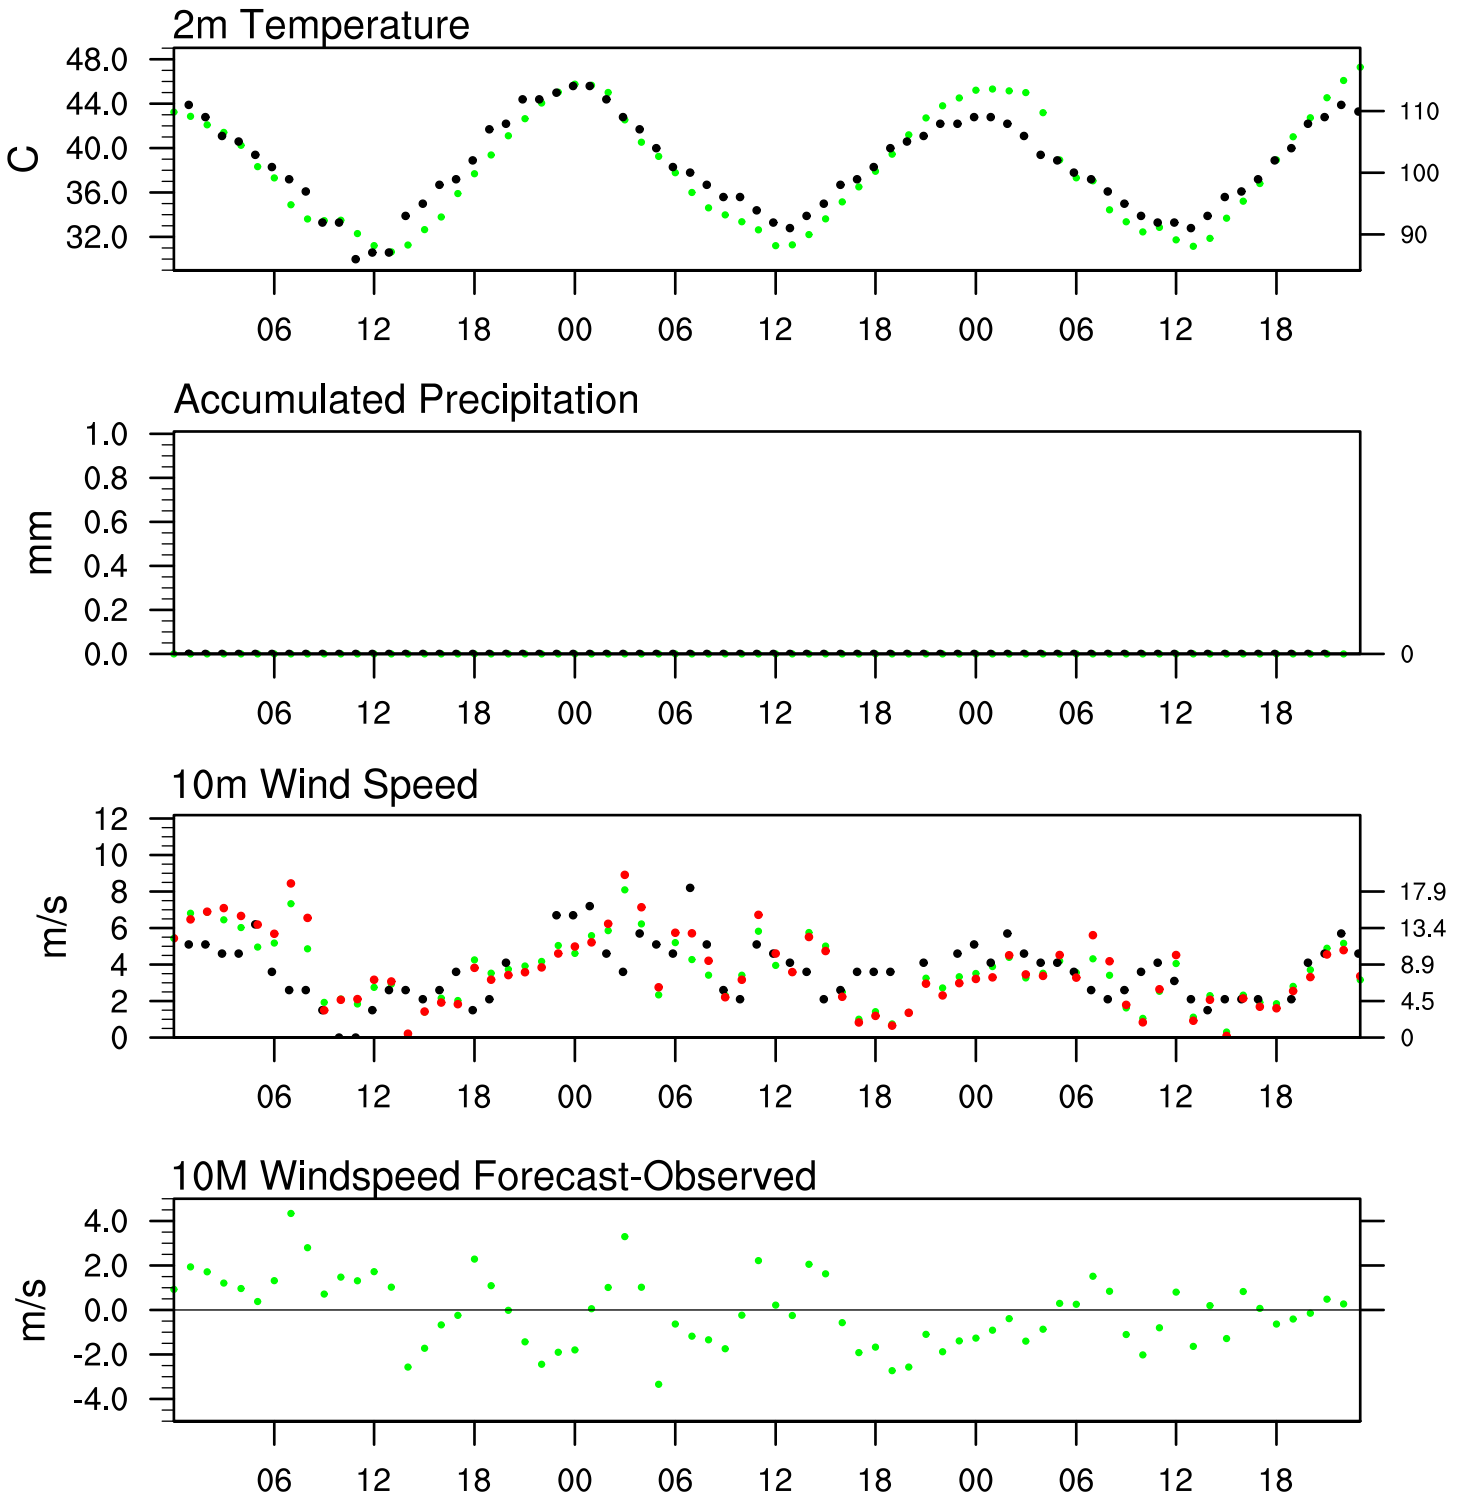 2m Temperature
48.0
44.0
40.0
36.0
32.0
C
110
100
90
06 12 18 00 06 12 18 00 06 12 18
Accumulated Precipitation
1.0
0.8
0.6
0.4
0.2
0.0
mm
0
06 12 18 00 06 12 18 00 06 12 18
10m Wind Speed
12
10
8
6
4
2
0
m/s
17.9
13.4
8.9
4.5
0
06 12 18 00 06 12 18 00 06 12 18
10M Windspeed Forecast-Observed
4.0
2.0
0.0
-2.0
-4.0
m/s
06 12 18 00 06 12 18 00 06 12 18